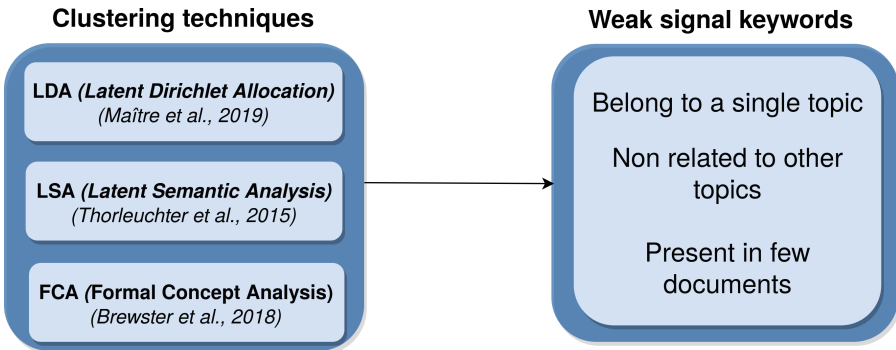 Clustering techniques
LDA (Latent Dirichlet Allocation)
(Maître et al., 2019)
LSA (Latent Semantic Analysis)
(Thorleuchter et al., 2015)
FCA (Formal Concept Analysis)
(Brewster et al., 2018)
Weak signal keywords
Belong to a single topic
Non related to other
topics
Present in few
documents